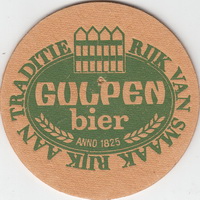 RIJK VAN SMAAK RIJK AAN TRADITIE
GULPEN
bier
ANNO 1825